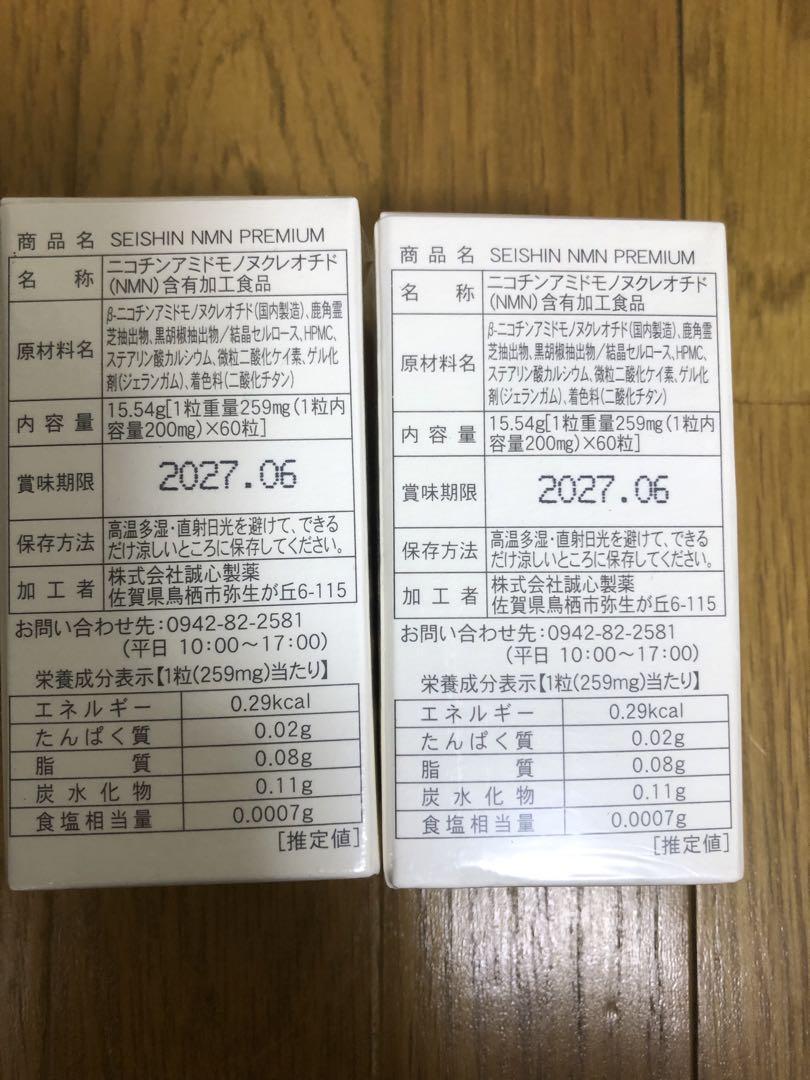 商品名 SEISHIN NMN PREMIUM
名称 ニコチンアミドモノヌクレオチド
(NMN)含有加工食品
原材料名 β-ニコチンアミドモノヌクレオチド(国内製造)、鹿角霊
芝抽出物、黒胡椒抽出物/結晶セルロース、HPMC、
ステアリン酸カルシウム、微粒二酸化ケイ素、ゲル化
剤(ジェランガム)、着色料(二酸化チタン)
内容量 15.54g[1粒重量259mg(1粒内
容量200mg)×60粒]
賞味期限 2027.06
保存方法 高温多湿・直射日光を避けて、できる
だけ涼しいところに保存してください。
加工者 株式会社誠心製薬
佐賀県鳥栖市弥生が丘6-115
お問い合わせ先:0942-82-2581
(平日 10:00~17:00)
栄養成分表示【1粒(259mg)当たり】
エネルギー 0.29kcal
たんぱく質 0.02g
脂質 0.08g
炭水化物 0.11g
食塩相当量 0.0007g
[推定値]
商品名 SEISHIN NMN PREMIUM
名称 ニコチンアミドモノヌクレオチド
(NMN)含有加工食品
原材料名 β-ニコチンアミドモノヌクレオチド(国内製造)、鹿角霊
芝抽出物、黒胡椒抽出物/結晶セルロース、HPMC、
ステアリン酸カルシウム、微粒二酸化ケイ素、ゲル化
剤(ジェランガム)、着色料(二酸化チタン)
内容量 15.54g[1粒重量259mg(1粒内
容量200mg)×60粒]
賞味期限 2027.06
保存方法 高温多湿・直射日光を避けて、できる
だけ涼しいところに保存してください。
加工者 株式会社誠心製薬
佐賀県鳥栖市弥生が丘6-115
お問い合わせ先:0942-82-2581
(平日 10:00~17:00)
栄養成分表示【1粒(259mg)当たり】
エネルギー 0.29kcal
たんぱく質 0.02g
脂質 0.08g
炭水化物 0.11g
食塩相当量 0.0007g
[推定値]